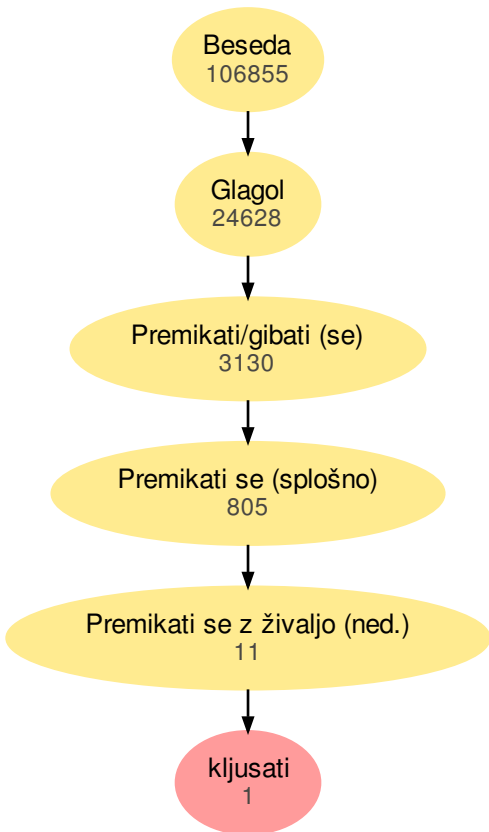 Beseda
106855
Glagol
24628
Premikati/gibati (se)
3130
Premikati se (splošno)
805
Premikati se z živaljo (ned.)
11
kljusati
1